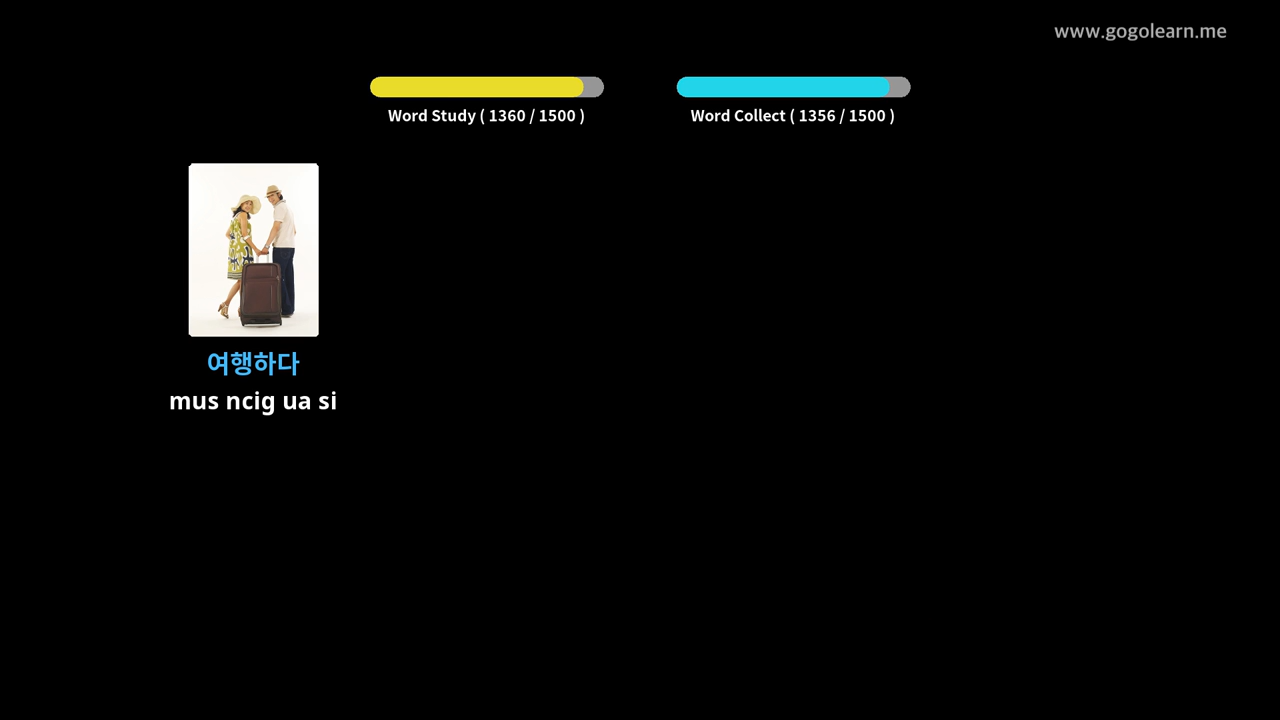 www.gogolearn.me
Word Study ( 1360 / 1500 )
Word Collect ( 1356 / 1500 )
여행하다
mus ncig ua si